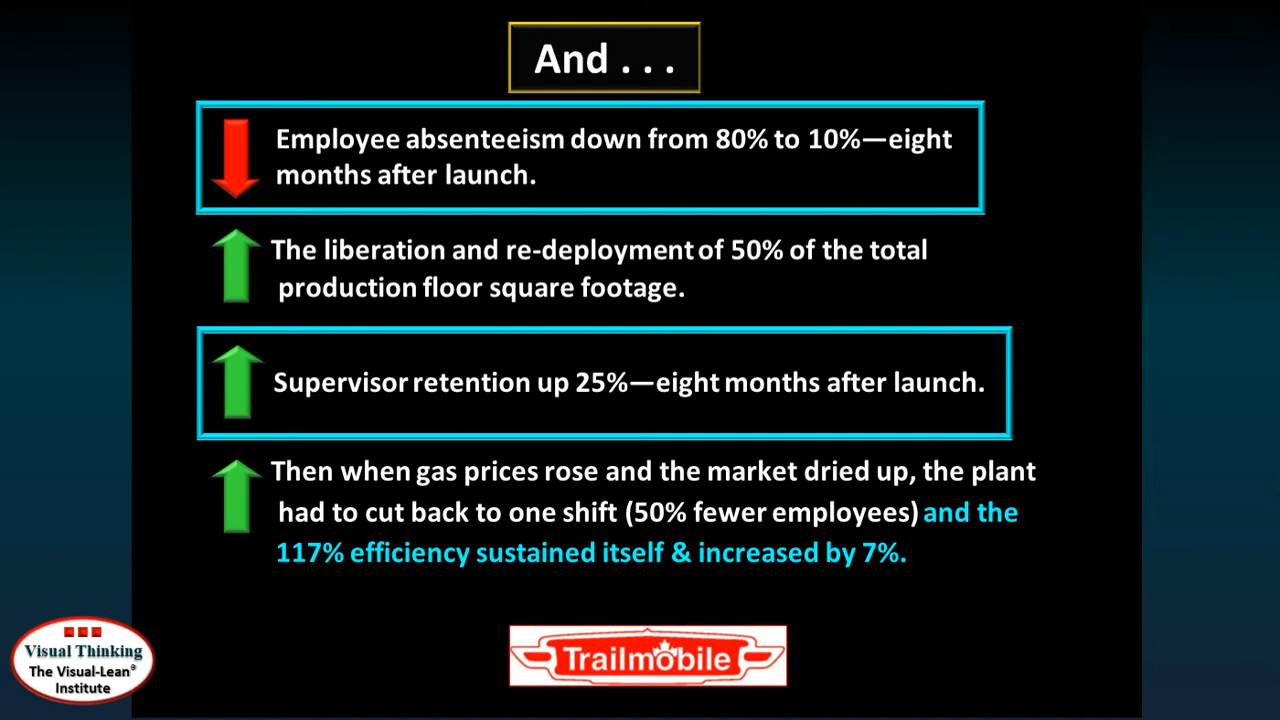 And . . .
Employee absenteeism down from 80% to 10%—eight
months after launch.
The liberation and re-deployment of 50% of the total
production floor square footage.
Supervisor retention up 25%—eight months after launch.
Then when gas prices rose and the market dried up, the plant
had to cut back to one shift (50% fewer employees) and the
117% efficiency sustained itself & increased by 7%.
Visual Thinking
The Visual-Lean®
Institute
Trailmobile